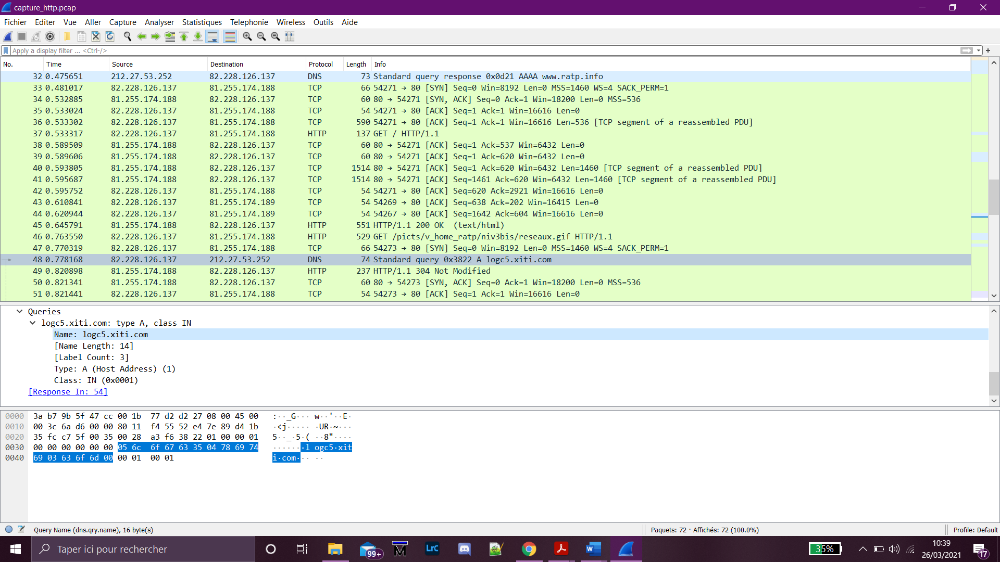 capture_http.pcap
Fichier Editer Vue Aller Capture Analyser Statistiques Telephonie Wireless Outils Aide
Apply a display filter ... <Ctrl-/>
No. Time Source Destination Protocol Length Info
32 0.475651 212.27.53.252 82.228.126.137 DNS 73 Standard query response 0x0d21 AAAA www.ratp.info
33 0.481017 82.228.126.137 81.255.174.188 TCP 66 54271 → 80 [SYN] Seq=0 Win=8192 Len=0 MSS=1460 WS=4 SACK_PERM=1
34 0.532885 81.255.174.188 82.228.126.137 TCP 60 80 → 54271 [SYN, ACK] Seq=0 Ack=1 Win=18200 Len=0 MSS=536
35 0.533024 82.228.126.137 81.255.174.188 TCP 54 54271 → 80 [ACK] Seq=1 Ack=1 Win=16616 Len=0
36 0.533302 82.228.126.137 81.255.174.188 TCP 590 54271 → 80 [ACK] Seq=1 Ack=1 Win=16616 Len=536 [TCP segment of a reassembled PDU]
37 0.533317 82.228.126.137 81.255.174.188 HTTP 137 GET / HTTP/1.1
38 0.589509 81.255.174.188 82.228.126.137 TCP 60 80 → 54271 [ACK] Seq=1 Ack=537 Win=6432 Len=0
39 0.589606 81.255.174.188 82.228.126.137 TCP 60 80 → 54271 [ACK] Seq=1 Ack=620 Win=6432 Len=0
40 0.593805 81.255.174.188 82.228.126.137 TCP 1514 80 → 54271 [ACK] Seq=1 Ack=620 Win=6432 Len=1460 [TCP segment of a reassembled PDU]
41 0.595687 81.255.174.188 82.228.126.137 TCP 1514 80 → 54271 [ACK] Seq=1461 Ack=620 Win=6432 Len=1460 [TCP segment of a reassembled PDU]
42 0.595752 82.228.126.137 81.255.174.188 TCP 54 54271 → 80 [ACK] Seq=620 Ack=2921 Win=16616 Len=0
43 0.610841 82.228.126.137 81.255.174.189 TCP 54 54269 → 80 [ACK] Seq=638 Ack=202 Win=16415 Len=0
44 0.620944 82.228.126.137 81.255.174.189 TCP 54 54267 → 80 [ACK] Seq=1642 Ack=604 Win=16616 Len=0
45 0.645791 81.255.174.188 82.228.126.137 HTTP 551 HTTP/1.1 200 OK (text/html)
46 0.763550 82.228.126.137 81.255.174.188 HTTP 529 GET /picts/v_home_ratp/niv3bis/reseaux.gif HTTP/1.1
47 0.770319 82.228.126.137 81.255.174.188 TCP 66 54273 → 80 [SYN] Seq=0 Win=8192 Len=0 MSS=1460 WS=4 SACK_PERM=1
48 0.778168 82.228.126.137 212.27.53.252 DNS 74 Standard query 0x3822 A logc5.xiti.com
49 0.820898 81.255.174.188 82.228.126.137 HTTP 237 HTTP/1.1 304 Not Modified
50 0.821341 81.255.174.188 82.228.126.137 TCP 60 80 → 54273 [SYN, ACK] Seq=0 Ack=1 Win=18200 Len=0 MSS=536
51 0.821441 82.228.126.137 81.255.174.188 TCP 54 54273 → 80 [ACK] Seq=1 Ack=1 Win=16616 Len=0
Queries
logc5.xiti.com: type A, class IN
Name: logc5.xiti.com
[Name Length: 14]
[Label Count: 3]
Type: A (Host Address) (1)
Class: IN (0x0001)
[Response In: 54]
0000 3a b7 9b 5f 47 cc 00 1b 77 d2 d2 27 08 00 45 00 :··_G··· w··'··E·
0010 00 3c 6a d6 00 00 80 11 f4 55 52 e4 7e 89 d4 1b ·<j····· ·UR·~···
0020 35 fc c7 5f 00 35 00 28 a3 f6 38 22 01 00 00 01 5··_·5·( ··8"····
0030 00 00 00 00 00 00 05 6c 6f 67 63 35 04 78 69 74 ·······l ogc5·xit
0040 69 03 63 6f 6d 00 00 01 00 01 i·com··· ··
Query Name (dns.qry.name), 16 byte(s)
Paquets: 72 · Affichés: 72 (100.0%)
Profile: Default
Taper ici pour rechercher
99+
LrC
35%
10:39
26/03/2021
17